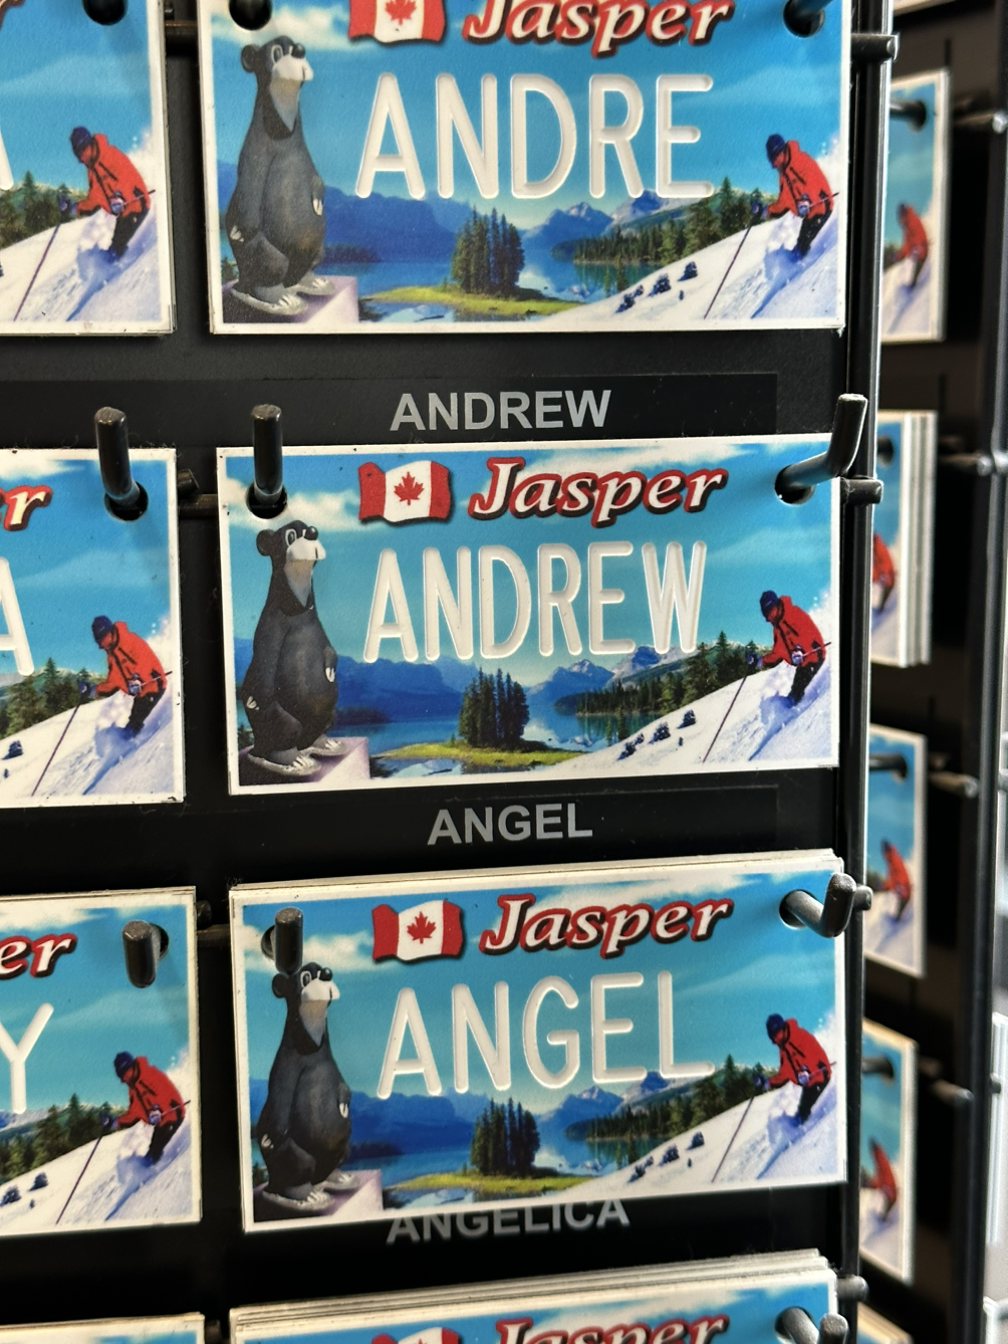 Jasper
ANDRE
ANDREW
Jasper
ANDREW
ANGEL
Jasper
ANGEL
ANGELICA
Jasper